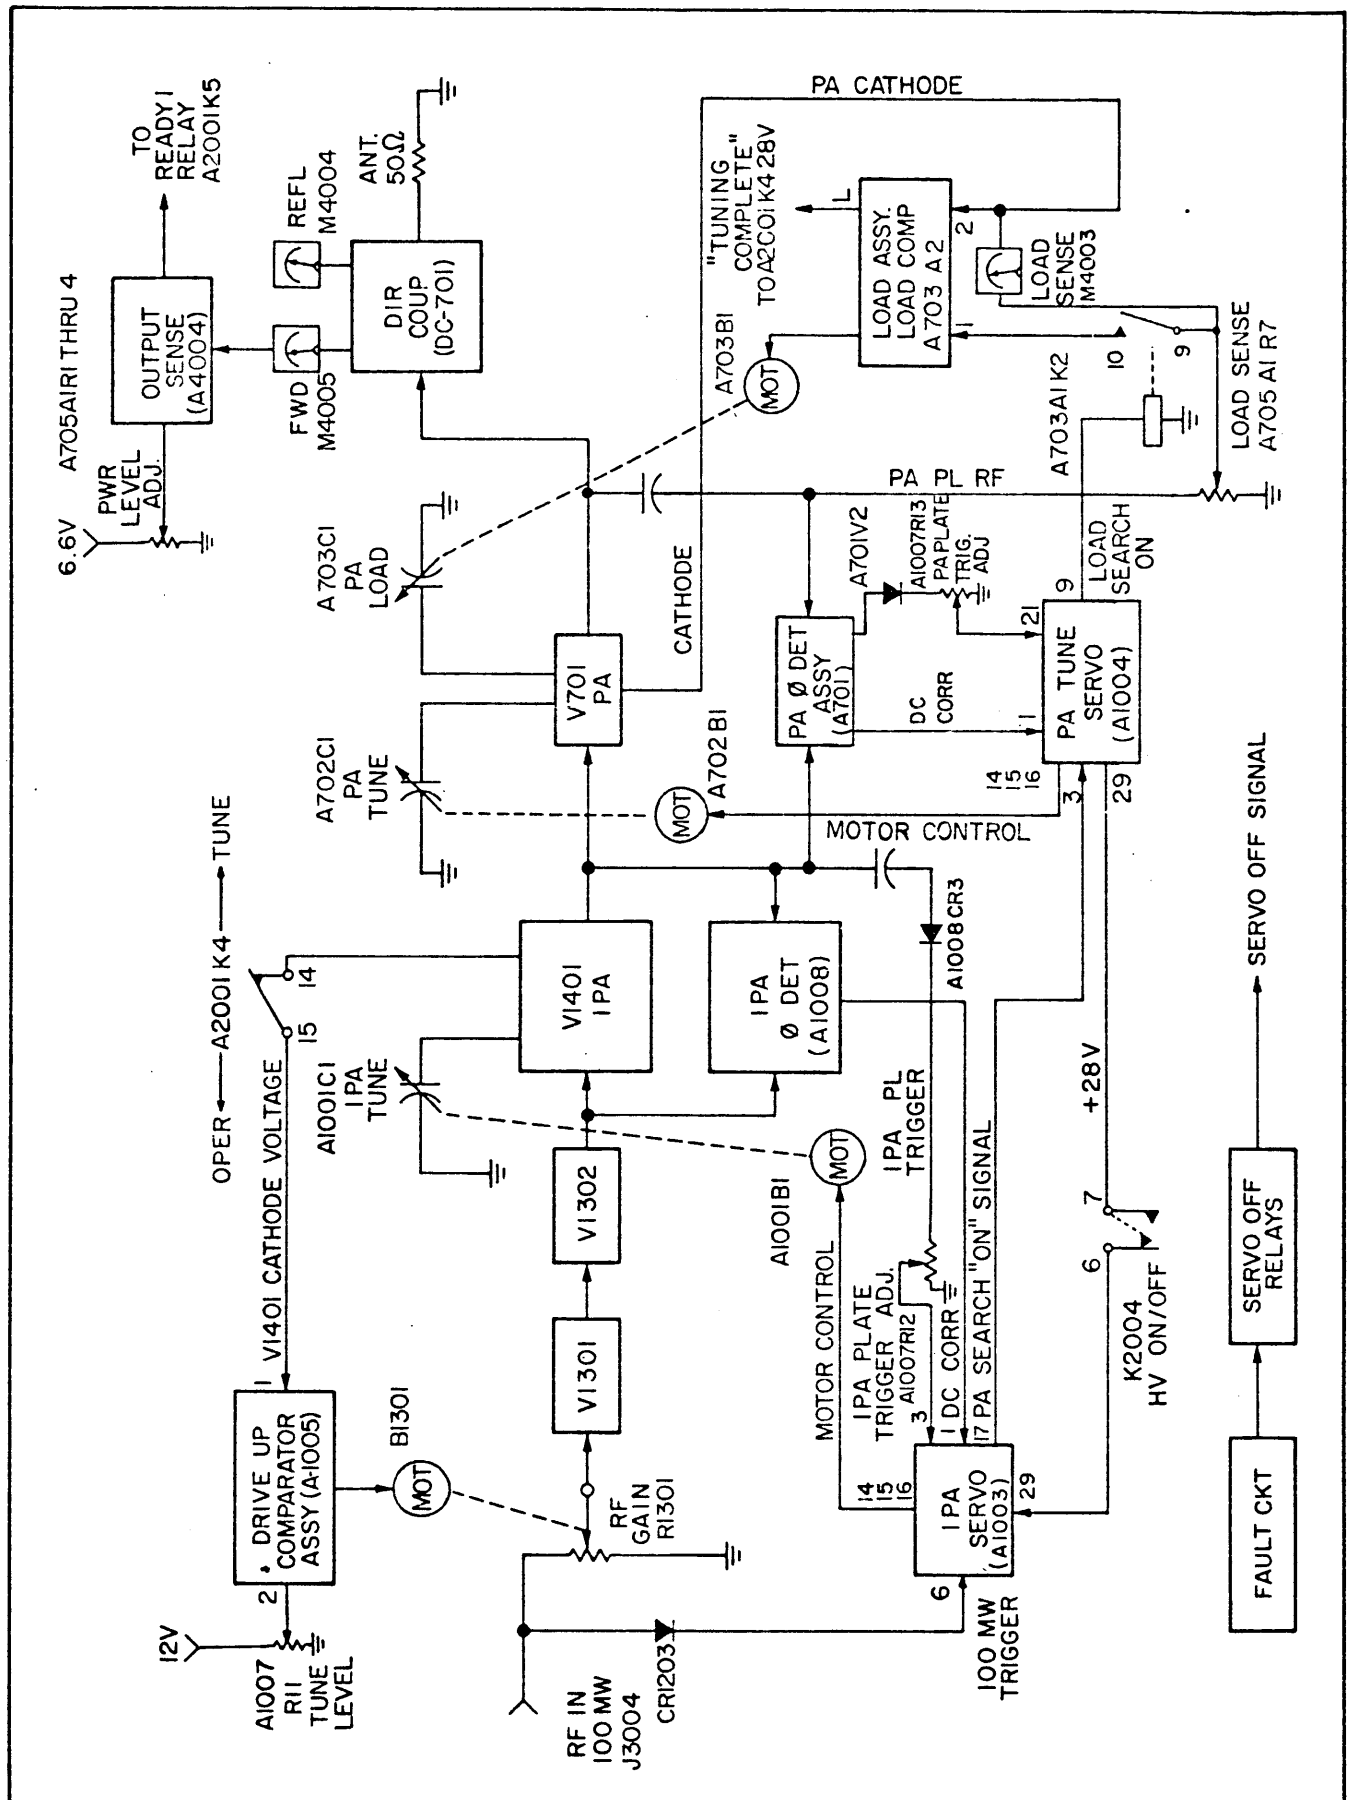 12V
A1007
R11
TUNE
LEVEL
2
DRIVE UP
COMPARATOR
ASSY (A-1005)
1
V1401 CATHODE VOLTAGE
B1301
MOT
OPER
A2001K4
TUNE
15
14
6.6V
PWR
LEVEL
ADJ.
A705A1R1 THRU 4
OUTPUT
SENSE
(A4004)
TO
READY 1
RELAY
A2001K5
FWD
M4005
REFL
M4004
DIR
COUP
(DC-701)
ANT.
50Ω
A1001C1
IPA
TUNE
A702C1
PA
TUNE
A703C1
PA
LOAD
RF IN
100 MW
J3004
RF
GAIN
R1301
V1301
V1302
V1401
IPA
V701
PA
CATHODE
PA CATHODE
CR1203
100 MW
TRIGGER
6
IPA
SERVO
(A1003)
14
15
16
3
1 DC CORR
17 PA SEARCH "ON" SIGNAL
29
MOTOR CONTROL
IPA PLATE
TRIGGER ADJ.
A1007R12
A1001B1
MOT
IPA PL
TRIGGER
IPA
Ø DET
(A1008)
A1008CR3
MOT
A702B1
MOTOR CONTROL
PA Ø DET
ASSY
(A701)
DC
CORR
A701V2
A1007R13
PA PLATE
TRIG.
ADJ
PA PL RF
14
15
16
3
29
1
21
9
PA TUNE
SERVO
(A1004)
LOAD
SEARCH
ON
A703B1
MOT
"TUNING
COMPLETE"
TO A2C01K4 28V
L
LOAD ASSY.
LOAD COMP
A703 A2
1
2
LOAD
SENSE
M4003
10
9
A703A1K2
LOAD SENSE
A705 A1 R7
6
7
+28V
K2004
HV ON/OFF
FAULT CKT
SERVO OFF
RELAYS
SERVO OFF SIGNAL